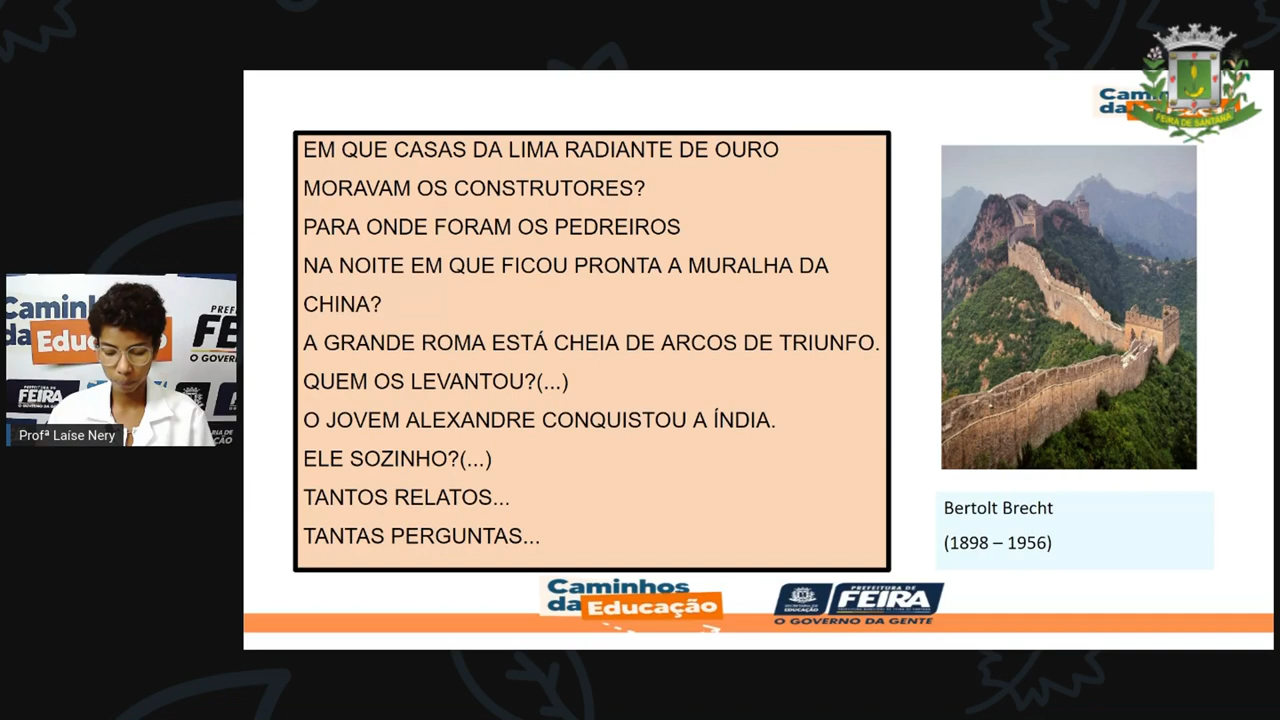 FEIRA DE SANTANA
EM QUE CASAS DA LIMA RADIANTE DE OURO
MORAVAM OS CONSTRUTORES?
PARA ONDE FORAM OS PEDREIROS
NA NOITE EM QUE FICOU PRONTA A MURALHA DA
CHINA?
A GRANDE ROMA ESTÁ CHEIA DE ARCOS DE TRIUNFO.
QUEM OS LEVANTOU?(...)
O JOVEM ALEXANDRE CONQUISTOU A ÍNDIA.
ELE SOZINHO?(...)
TANTOS RELATOS...
TANTAS PERGUNTAS...
Bertolt Brecht
(1898 – 1956)
Profª Laíse Nery
FEIRA
Caminhos
da Educação
PREFEITURA DE
FEIRA
O GOVERNO DA GENTE